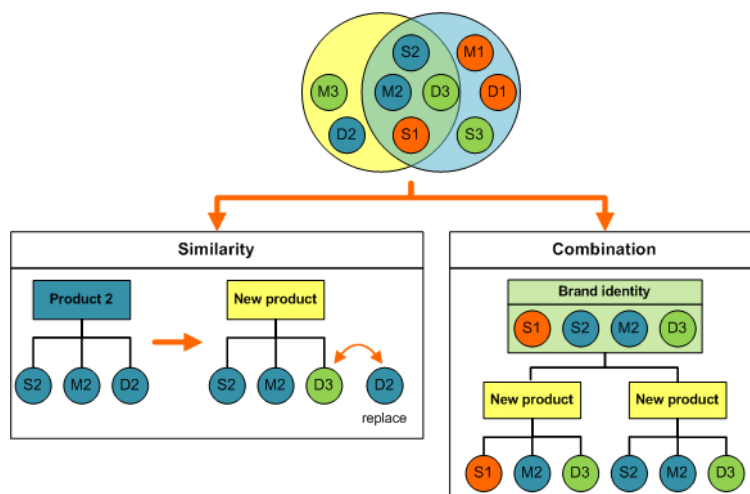 S2
M1
M3
M2
D3
D1
D2
S1
S3
Similarity
Product 2
New product
S2
M2
D2
S2
M2
D3
D2
replace
Combination
Brand identity
S1
S2
M2
D3
New product
New product
S1
M2
D3
S2
M2
D3